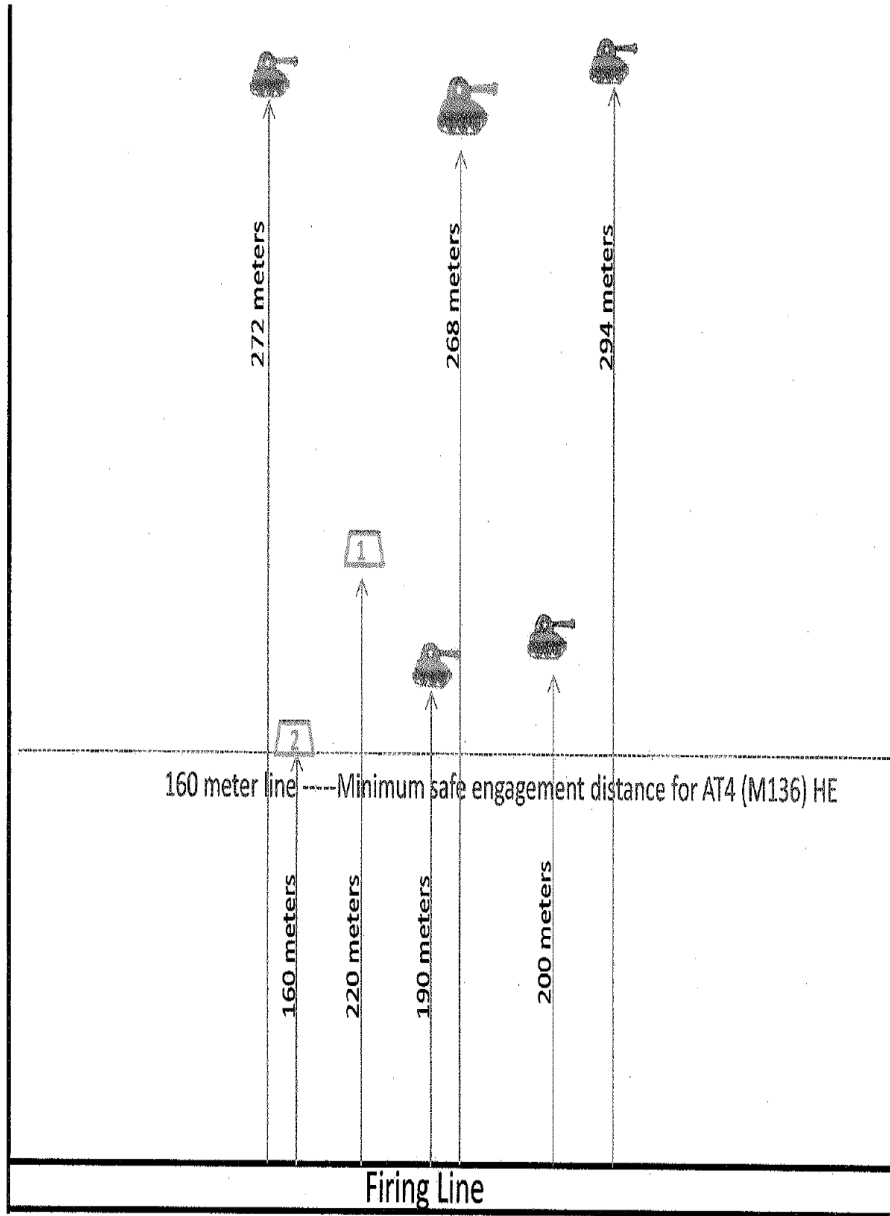 272 meters
268 meters
294 meters
1
2
160 meter line -----Minimum safe engagement distance for AT4 (M136) HE
160 meters
220 meters
190 meters
200 meters
Firing Line